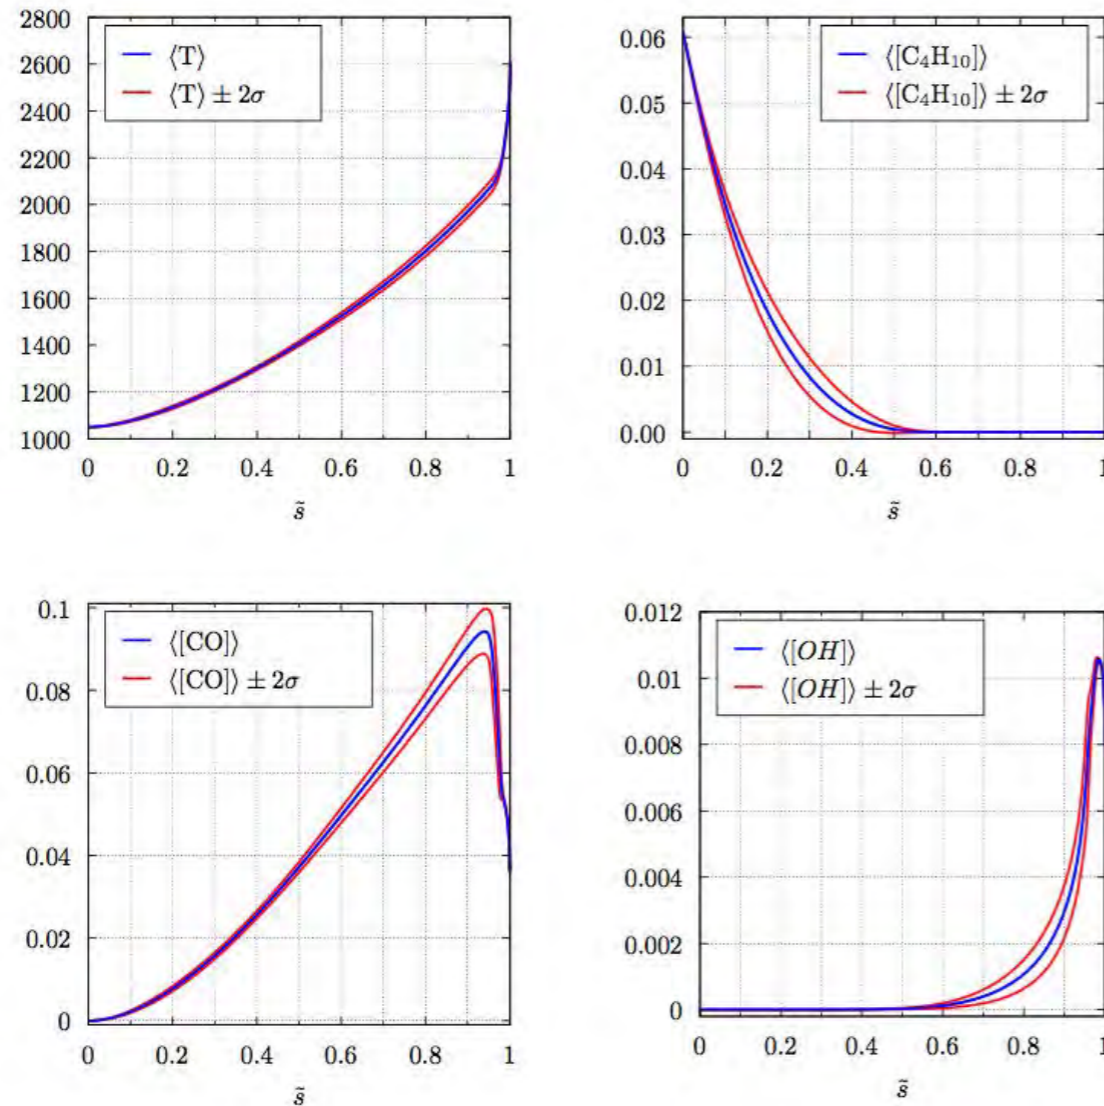 2800
2600
2400
2200
2000
1800
1600
1400
1200
1000
⟨T⟩
⟨T⟩ ± 2σ
0 0.2 0.4 0.6 0.8 1
s̃
0.06
0.05
0.04
0.03
0.02
0.01
0.00
⟨[C₄H₁₀]⟩
⟨[C₄H₁₀]⟩ ± 2σ
0 0.2 0.4 0.6 0.8 1
s̃
0.1
0.08
0.06
0.04
0.02
0
⟨[CO]⟩
⟨[CO]⟩ ± 2σ
0 0.2 0.4 0.6 0.8 1
s̃
0.012
0.01
0.008
0.006
0.004
0.002
0
⟨[OH]⟩
⟨[OH]⟩ ± 2σ
0 0.2 0.4 0.6 0.8 1
s̃